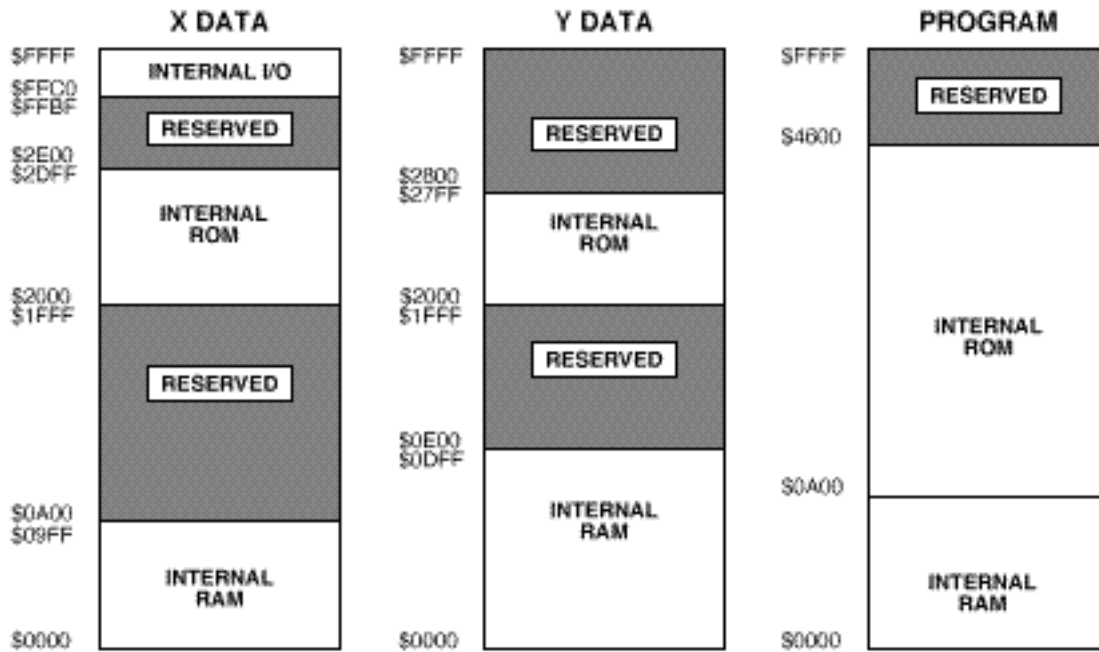 X DATA
$FFFF
INTERNAL I/O
$FFC0
$FFBF
RESERVED
$2E00
$2DFF
INTERNAL
ROM
$2000
$1FFF
RESERVED
$0A00
$09FF
INTERNAL
RAM
$0000
Y DATA
$FFFF
RESERVED
$2800
$27FF
INTERNAL
ROM
$2000
$1FFF
RESERVED
$0E00
$0DFF
INTERNAL
RAM
$0000
PROGRAM
$FFFF
RESERVED
$4600
INTERNAL
ROM
$0A00
INTERNAL
RAM
$0000